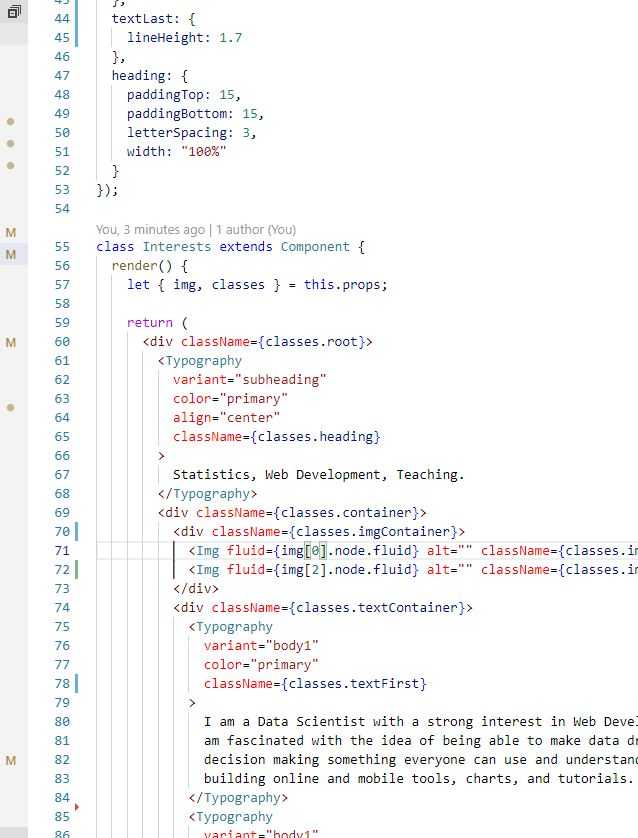 43 },
44 textLast: {
45 lineHeight: 1.7
46 },
47 heading: {
48 paddingTop: 15,
49 paddingBottom: 15,
50 letterSpacing: 3,
51 width: "100%"
52 }
53 });
54
You, 3 minutes ago | 1 author (You)
M
55 class Interests extends Component {
M
56 render() {
57 let { img, classes } = this.props;
58
59 return (
M
60 <div className={classes.root}>
61 <Typography
62 variant="subheading"
63 color="primary"
64 align="center"
65 className={classes.heading}
66 >
67 Statistics, Web Development, Teaching.
68 </Typography>
69 <div className={classes.container}>
70 <div className={classes.imgContainer}>
71 <Img fluid={img[0].node.fluid} alt="" className={classes.im
72 <Img fluid={img[2].node.fluid} alt="" className={classes.im
73 </div>
74 <div className={classes.textContainer}>
75 <Typography
76 variant="body1"
77 color="primary"
78 className={classes.textFirst}
79 >
80 I am a Data Scientist with a strong interest in Web Devel
81 am fascinated with the idea of being able to make data dr
M
82 decision making something everyone can use and understand
83 building online and mobile tools, charts, and tutorials.
84 </Typography>
85 <Typography
86 variant="body1"